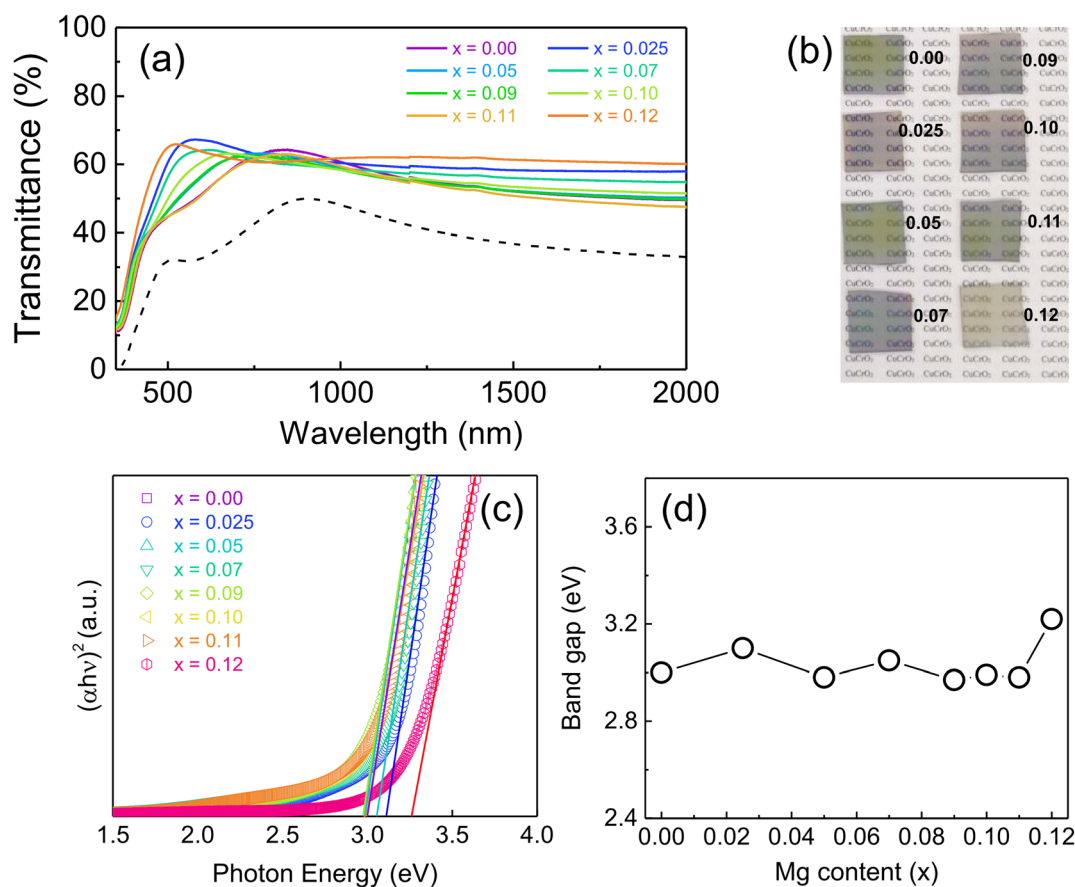 (a)
Transmittance (%)
100
80
60
40
20
0
x = 0.00
x = 0.025
x = 0.05
x = 0.07
x = 0.09
x = 0.10
x = 0.11
x = 0.12
500
1000
1500
2000
Wavelength (nm)
(b)
CuCrO₂
0.00
0.09
0.025
0.10
0.05
0.11
0.07
0.12
(c)
(αhν)² (a.u.)
x = 0.00
x = 0.025
x = 0.05
x = 0.07
x = 0.09
x = 0.10
x = 0.11
x = 0.12
1.5 2.0 2.5 3.0 3.5 4.0
Photon Energy (eV)
(d)
Band gap (eV)
3.6
3.2
2.8
2.4
0.00 0.02 0.04 0.06 0.08 0.10 0.12
Mg content (x)